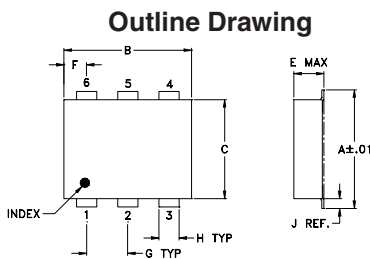 Outline Drawing
B
E MAX
F
6 5 4
C
A±.01
INDEX
1 2 3
J REF.
H TYP
G TYP